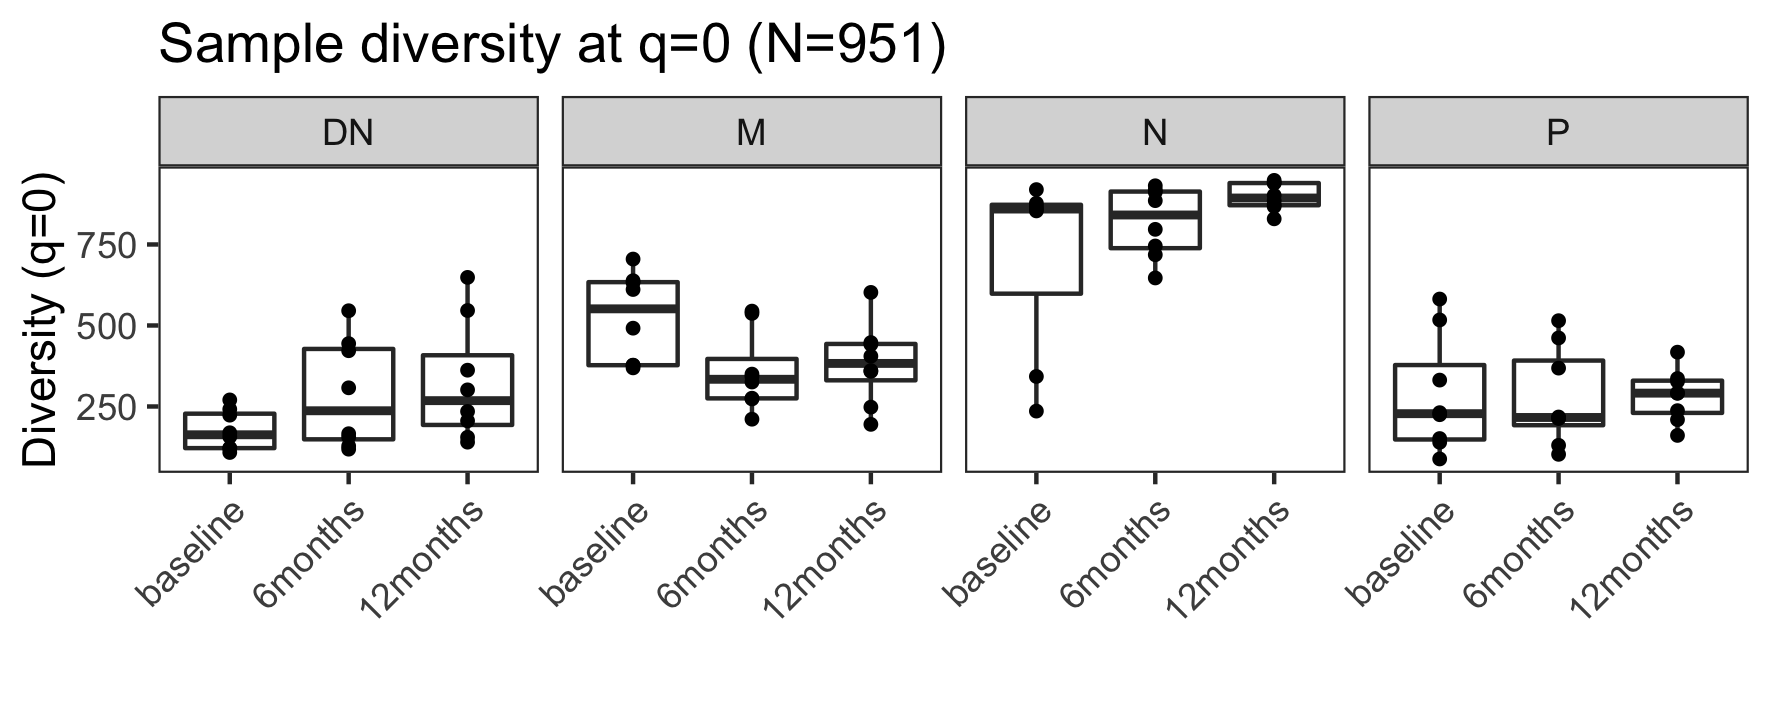 Sample diversity at q=0 (N=951)
DN M N P
Diversity (q=0)
750
500
250
baseline 6months 12months baseline 6months 12months baseline 6months 12months baseline 6months 12months